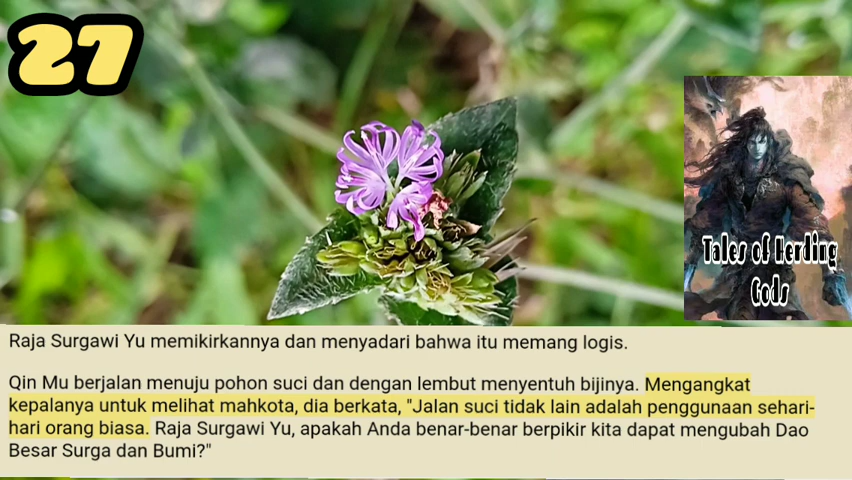 27
Tales of Herding
Gods
Raja Surgawi Yu memikirkannya dan menyadari bahwa itu memang logis.
Qin Mu berjalan menuju pohon suci dan dengan lembut menyentuh bijinya. Mengangkat
kepalanya untuk melihat mahkota, dia berkata, "Jalan suci tidak lain adalah penggunaan sehari-
hari orang biasa. Raja Surgawi Yu, apakah Anda benar-benar berpikir kita dapat mengubah Dao
Besar Surga dan Bumi?"